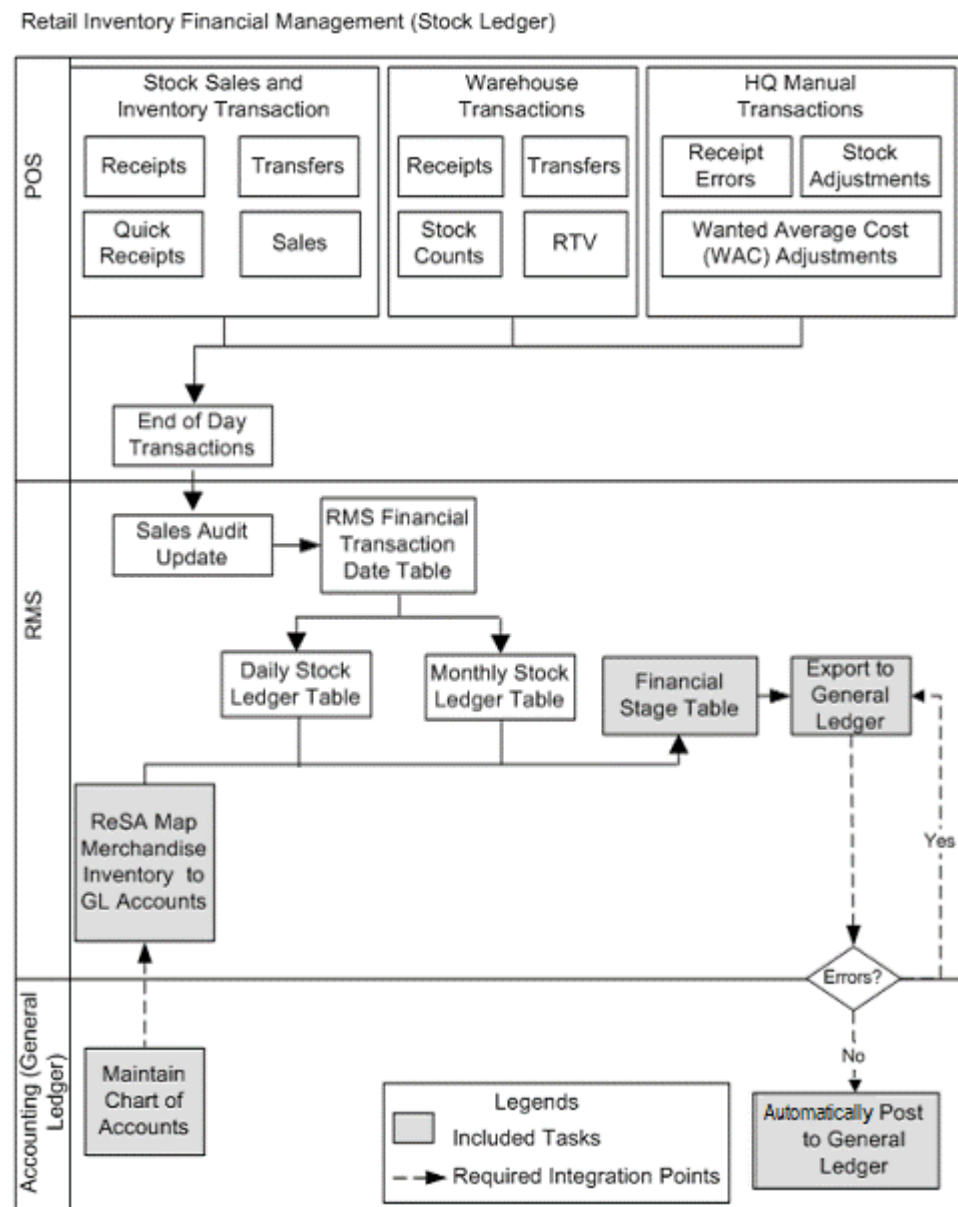 Retail Inventory Financial Management (Stock Ledger)
POS
Stock Sales and
Inventory Transaction
Receipts
Transfers
Quick
Receipts
Sales
Warehouse
Transactions
Receipts
Transfers
Stock
Counts
RTV
HQ Manual
Transactions
Receipt
Errors
Stock
Adjustments
Wanted Average Cost
(WAC) Adjustments
End of Day
Transactions
RMS
Sales Audit
Update
RMS Financial
Transaction
Date Table
Daily Stock
Ledger Table
Monthly Stock
Ledger Table
Financial
Stage Table
Export to
General
Ledger
ReSA Map
Merchandise
Inventory to
GL Accounts
Yes
Errors?
No
Accounting (General
Ledger)
Maintain
Chart of
Accounts
Legends
Included Tasks
Required Integration Points
Automatically Post
to General
Ledger